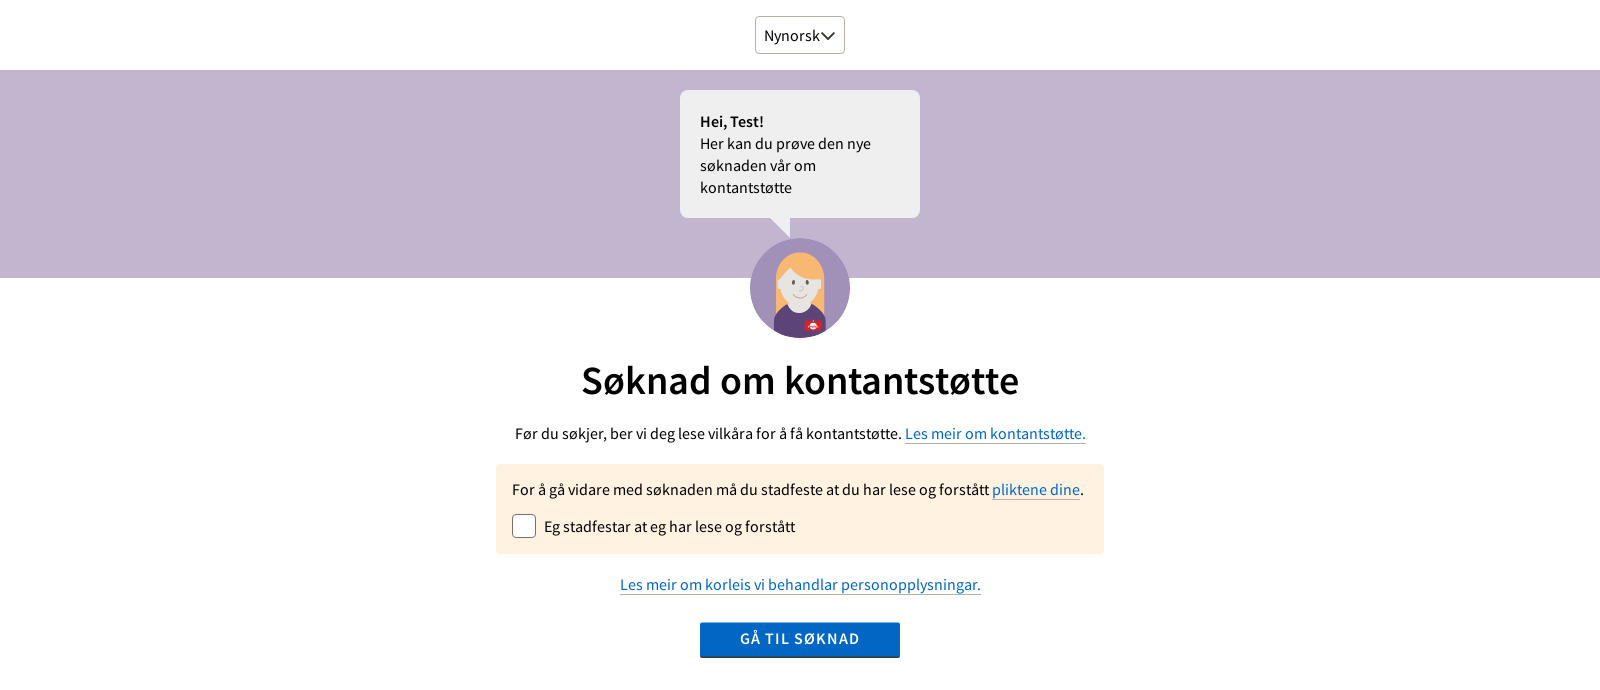 Nynorsk
Hei, Test!
Her kan du prøve den nye
søknaden vår om
kontantstøtte
Søknad om kontantstøtte
Før du søkjer, ber vi deg lese vilkåra for å få kontantstøtte. Les meir om kontantstøtte.
For å gå vidare med søknaden må du stadfeste at du har lese og forstått pliktene dine.
Eg stadfestar at eg har lese og forstått
Les meir om korleis vi behandlar personopplysningar.
GÅ TIL SØKNAD